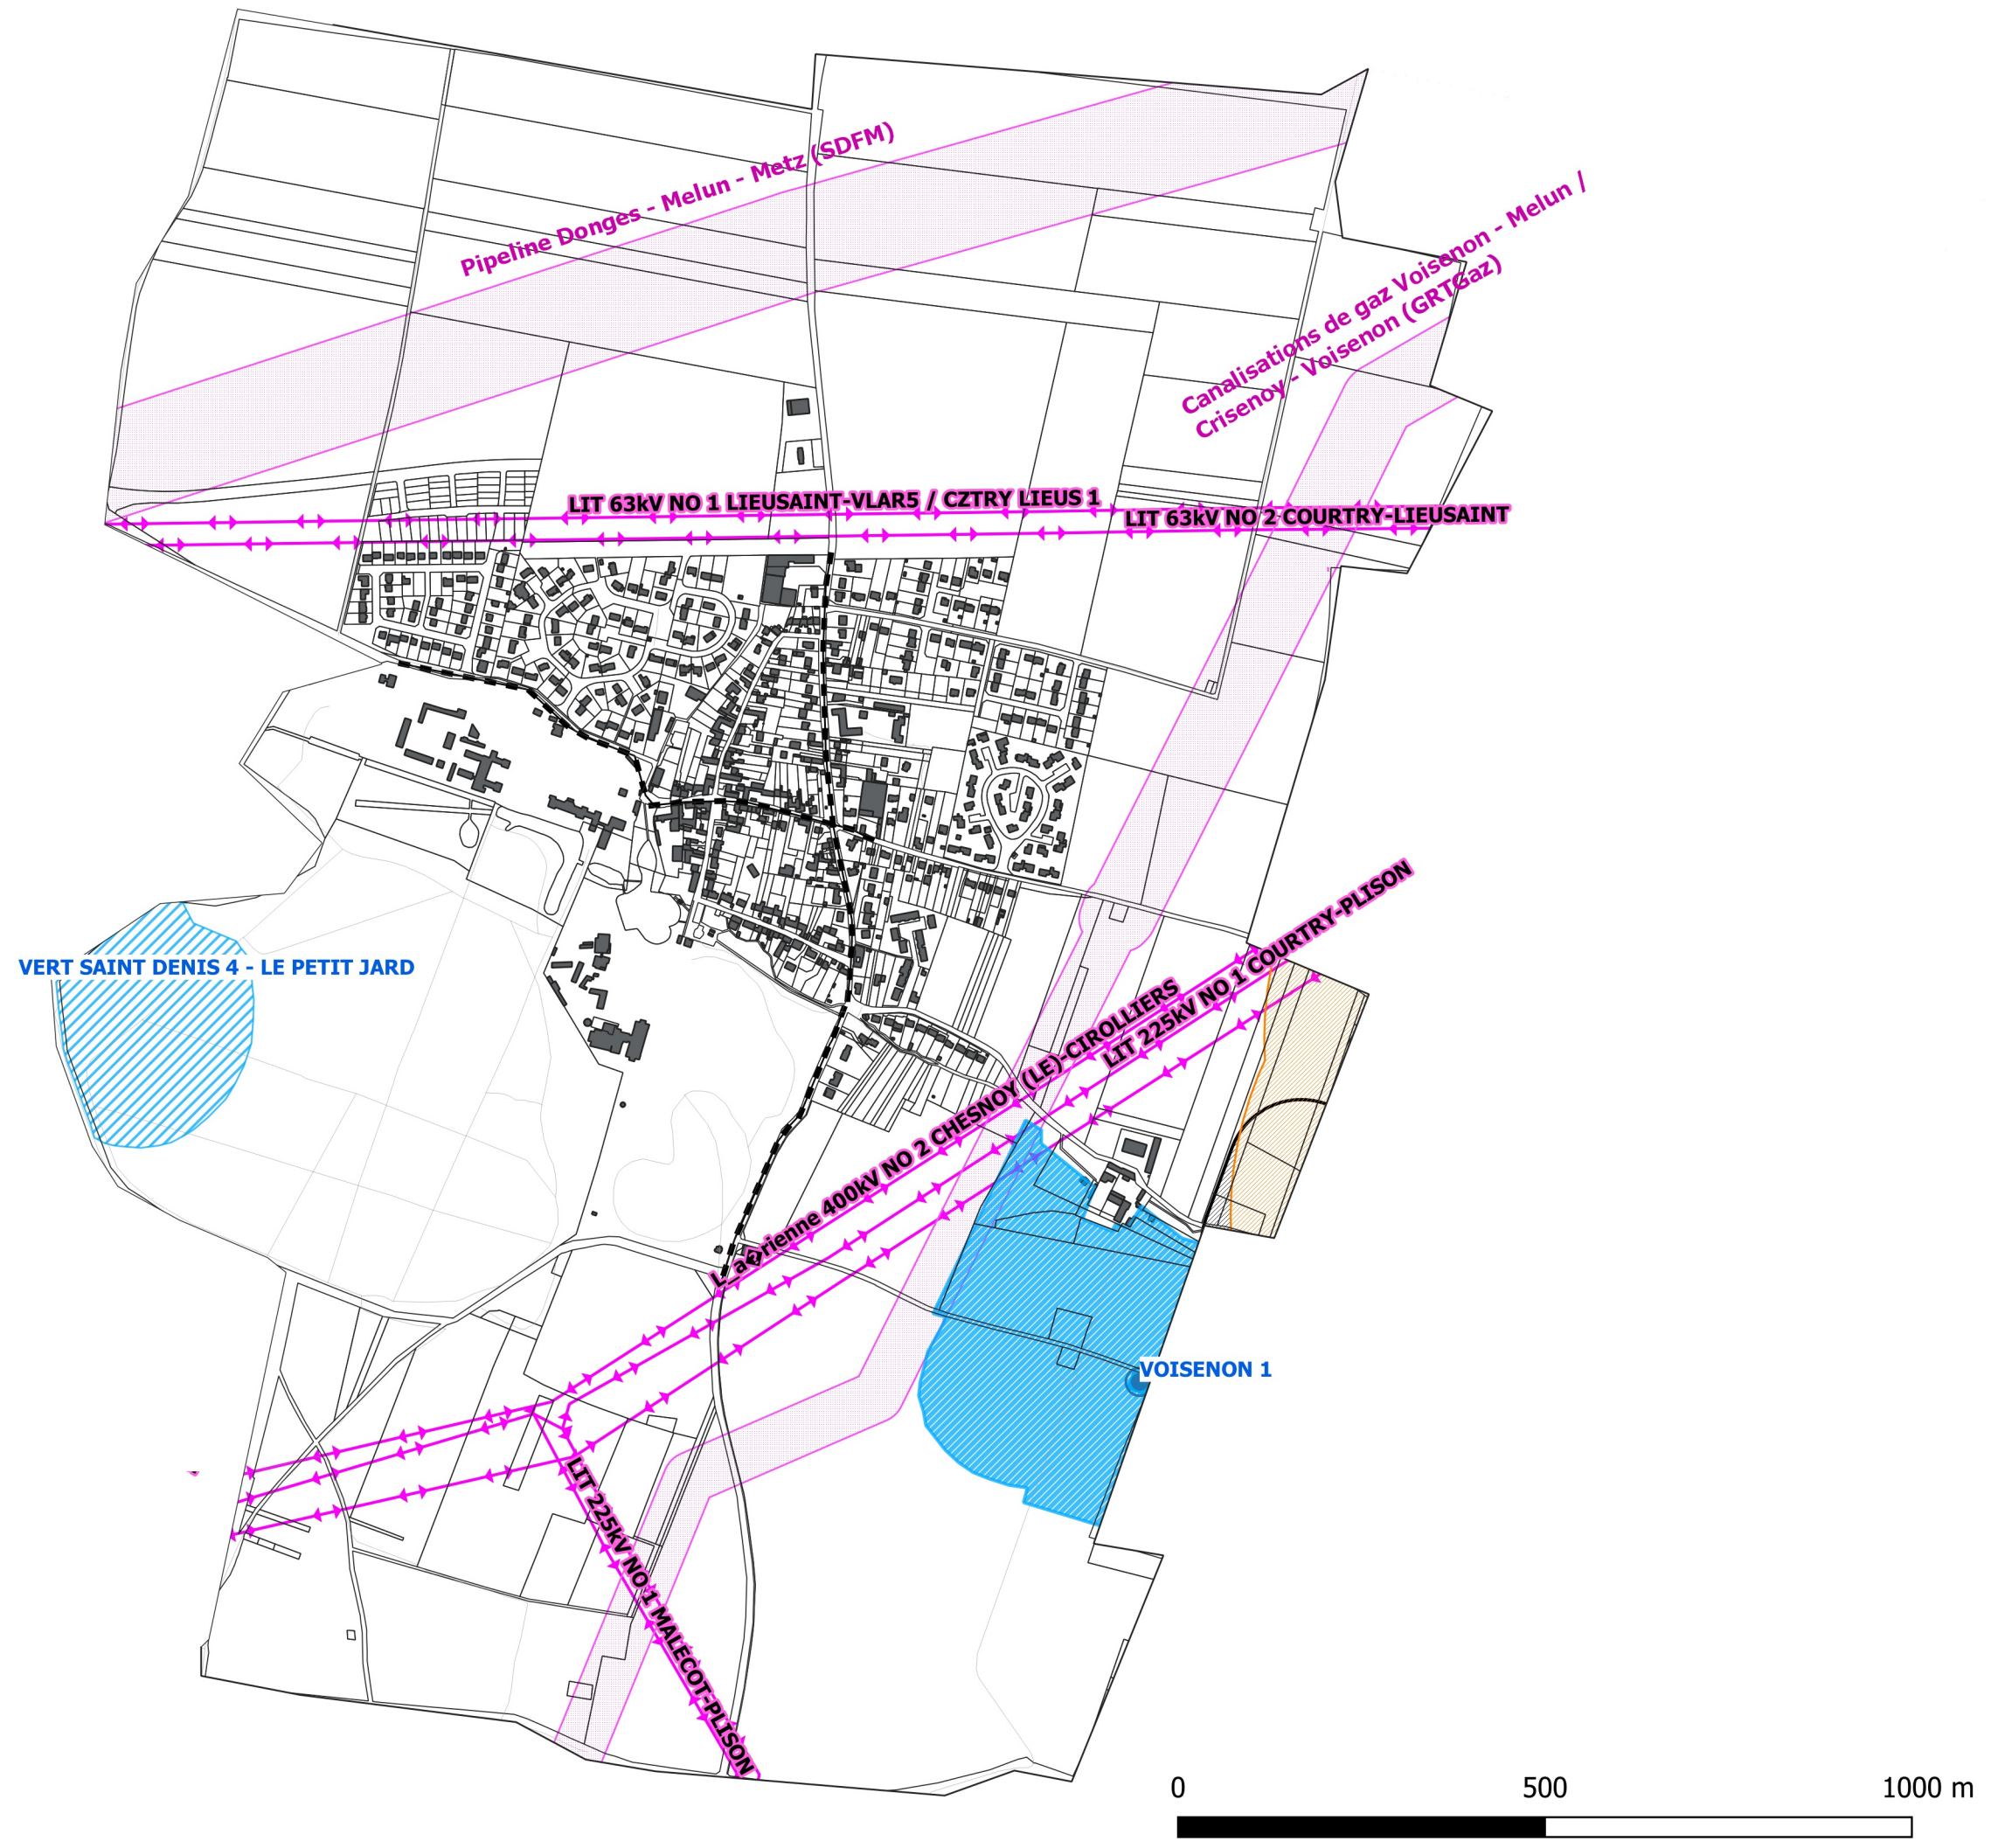 Pipeline Donges - Melun - Metz (SDFM)
Canalisations de gaz Voisenon - Melun /
Crisenoy - Voisenon (GRTGaz)
LIT 63kV NO 1 LIEUSAINT-VLAR5 / CZTRY LIEUS 1
LIT 63kV NO 2 COURTRY-LIEUSAINT
VERT SAINT DENIS 4 - LE PETIT JARD
LIT 225kV NO 1 COURTRY-PLISON
400kV NO 2 CHESNOY (LE)-CIROLLIERS
VOISENON 1
LIT 225kV NO 1 MALECOT-PLISON
0 500 1000 m